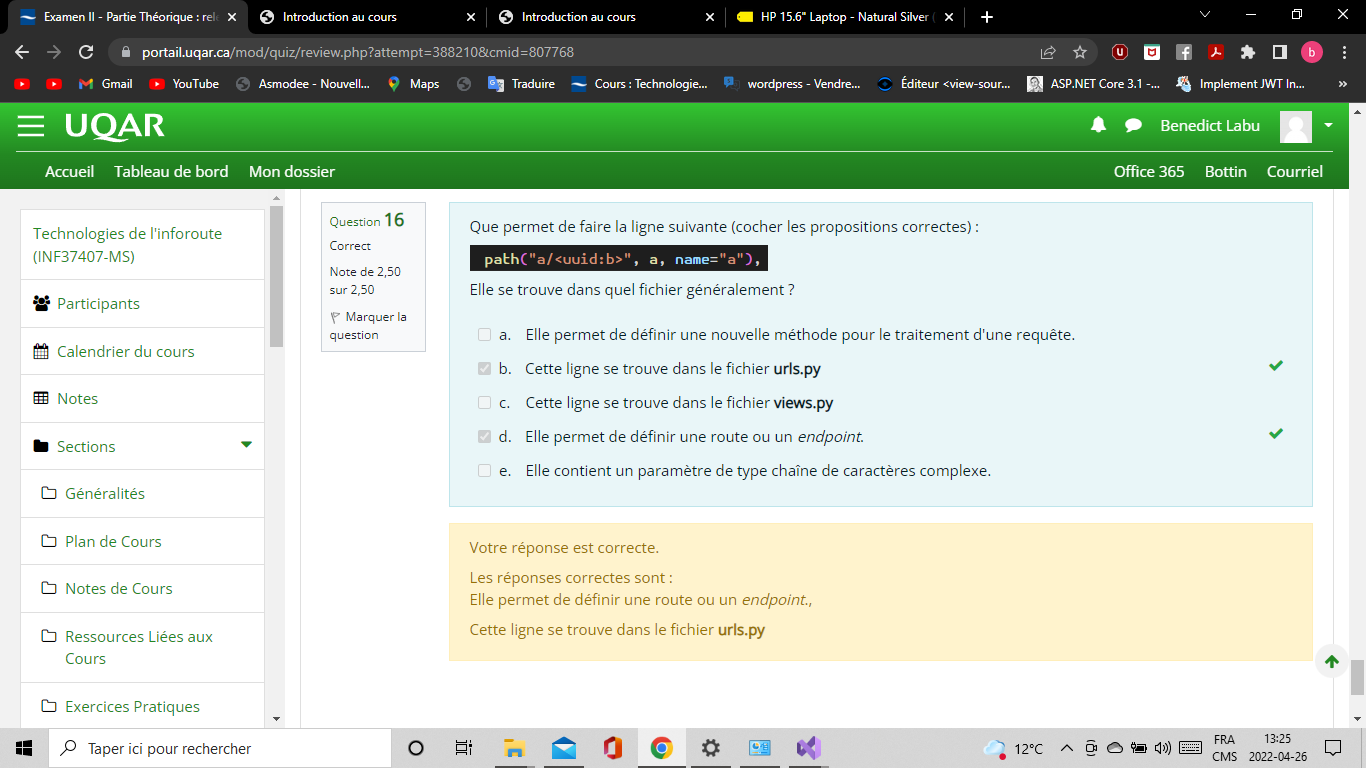 Examen II - Partie Théorique : rel
Introduction au cours
Introduction au cours
HP 15.6" Laptop - Natural Silver (
portail.uqar.ca/mod/quiz/review.php?attempt=388210&cmid=807768
b
Gmail
YouTube
Asmodee - Nouvell...
Maps
Traduire
Cours : Technologie...
wordpress - Vendre...
Éditeur <view-sour...
ASP.NET Core 3.1 -...
Implement JWT In...
»
UQAR
Benedict Labu
Accueil
Tableau de bord
Mon dossier
Office 365
Bottin
Courriel
Technologies de l'inforoute
(INF37407-MS)
Participants
Calendrier du cours
Notes
Sections
Généralités
Plan de Cours
Notes de Cours
Ressources Liées aux
Cours
Exercices Pratiques
Question 16
Correct
Note de 2,50
sur 2,50
Marquer la
question
Que permet de faire la ligne suivante (cocher les propositions correctes) :
path("a/<uuid:b>", a, name="a"),
Elle se trouve dans quel fichier généralement ?
a. Elle permet de définir une nouvelle méthode pour le traitement d'une requête.
b. Cette ligne se trouve dans le fichier urls.py
c. Cette ligne se trouve dans le fichier views.py
d. Elle permet de définir une route ou un endpoint.
e. Elle contient un paramètre de type chaîne de caractères complexe.
Votre réponse est correcte.
Les réponses correctes sont :
Elle permet de définir une route ou un endpoint.,
Cette ligne se trouve dans le fichier urls.py
Taper ici pour rechercher
12°C
FRA
CMS
13:25
2022-04-26